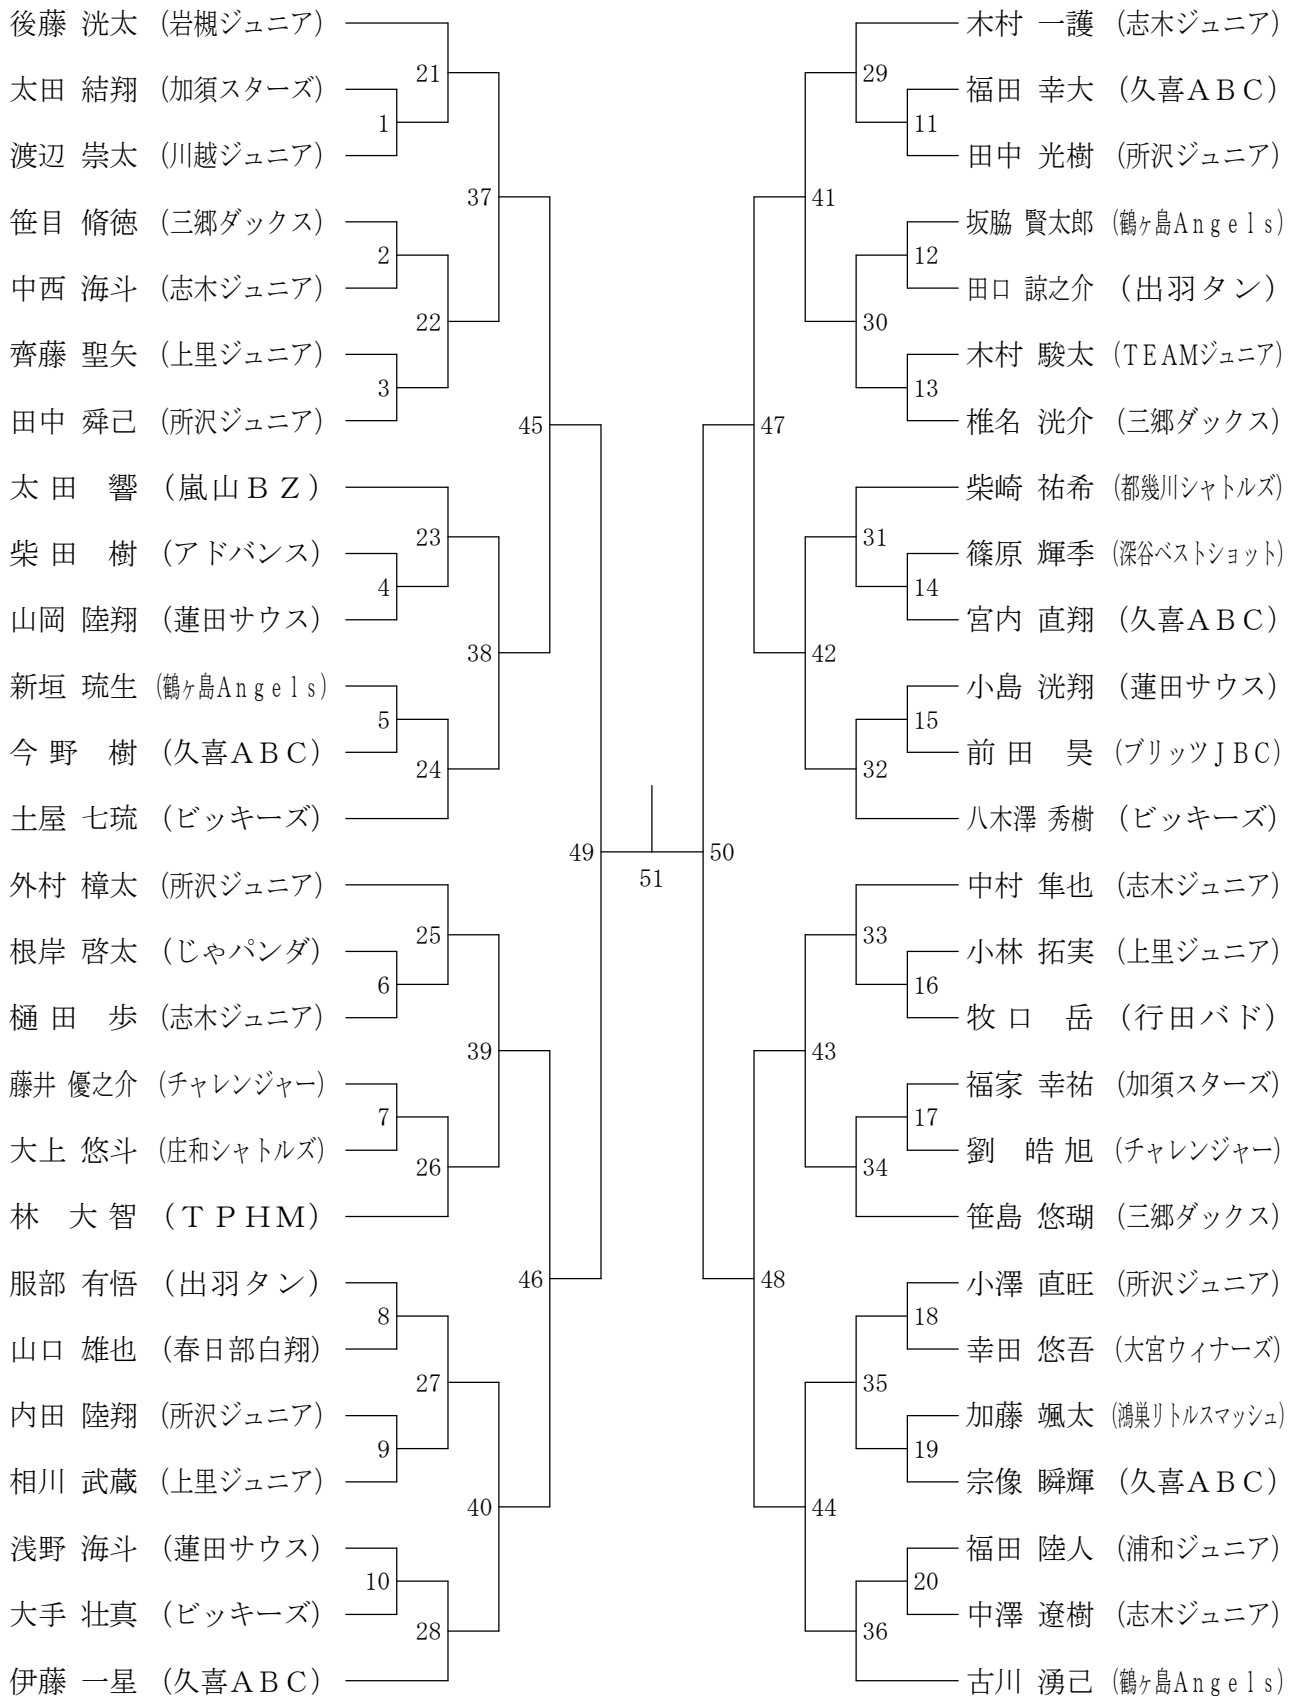 後藤 洸太 (岩槻ジュニア)
太田 結翔 (加須スターズ)
渡辺 崇太 (川越ジュニア)
笹目 脩徳 (三郷ダックス)
中西 海斗 (志木ジュニア)
齊藤 聖矢 (上里ジュニア)
田中 舜己 (所沢ジュニア)
太田 響 (嵐山ＢＺ)
柴田 樹 (アドバンス)
山岡 陸翔 (蓮田サウス)
新垣 琉生 (鶴ヶ島Angels)
今野 樹 (久喜ABC)
土屋 七琉 (ビッキーズ)
外村 樟太 (所沢ジュニア)
根岸 啓太 (じゃパンダ)
樋田 歩 (志木ジュニア)
藤井 優之介 (チャレンジャー)
大上 悠斗 (庄和シャトルズ)
林 大智 (ＴＰＨＭ)
服部 有悟 (出羽タン)
山口 雄也 (春日部白翔)
内田 陸翔 (所沢ジュニア)
相川 武蔵 (上里ジュニア)
浅野 海斗 (蓮田サウス)
大手 壮真 (ビッキーズ)
伊藤 一星 (久喜ABC)
1
2
3
4
5
6
7
8
9
10
21
22
23
24
25
26
27
28
37
38
39
40
45
46
49
51
50
47
48
41
42
43
44
29
30
31
32
33
34
35
36
11
12
13
14
15
16
17
18
19
20
木村 一護 (志木ジュニア)
福田 幸大 (久喜ABC)
田中 光樹 (所沢ジュニア)
坂脇 賢太郎 (鶴ヶ島Angels)
田口 諒之介 (出羽タン)
木村 駿太 (TEAMジュニア)
椎名 洸介 (三郷ダックス)
柴崎 祐希 (都幾川シャトルズ)
篠原 輝季 (深谷ベストショット)
宮内 直翔 (久喜ABC)
小島 洸翔 (蓮田サウス)
前田 昊 (ブリッツJBC)
八木澤 秀樹 (ビッキーズ)
中村 隼也 (志木ジュニア)
小林 拓実 (上里ジュニア)
牧口 岳 (行田バド)
福家 幸祐 (加須スターズ)
劉 皓旭 (チャレンジャー)
笹島 悠瑚 (三郷ダックス)
小澤 直旺 (所沢ジュニア)
幸田 悠吾 (大宮ウィナーズ)
加藤 颯太 (鴻巣リトルスマッシュ)
宗像 瞬輝 (久喜ABC)
福田 陸人 (浦和ジュニア)
中澤 遼樹 (志木ジュニア)
古川 湧己 (鶴ヶ島Angels)